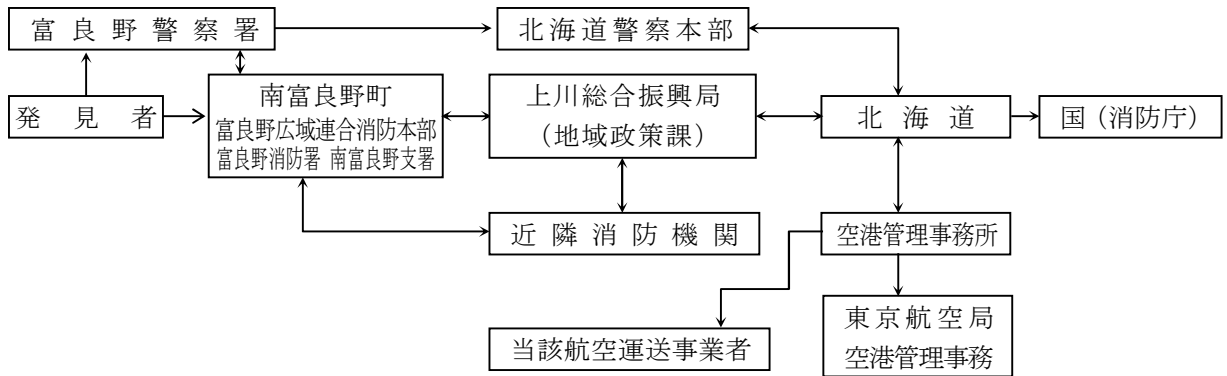 富良野警察署
北海道警察本部
発見者
南富良野町
富良野広域連合消防本部
富良野消防署 南富良野支署
上川総合振興局
（地域政策課）
北海道
国（消防庁）
近隣消防機関
空港管理事務所
当該航空運送事業者
東京航空局
空港管理事務